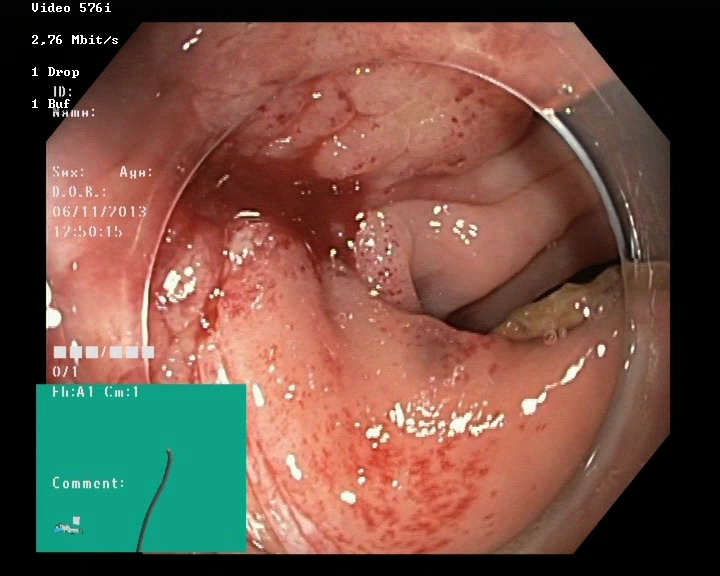 Video 576i
2,76 Mbit/s
1 Drop
ID:
1 Buf
Name:
Sex: Age:
D.O.B.:
06/11/2013
12:50:15
■■■/■■■
0/1
Eh:A1 Cm:1
Comment: